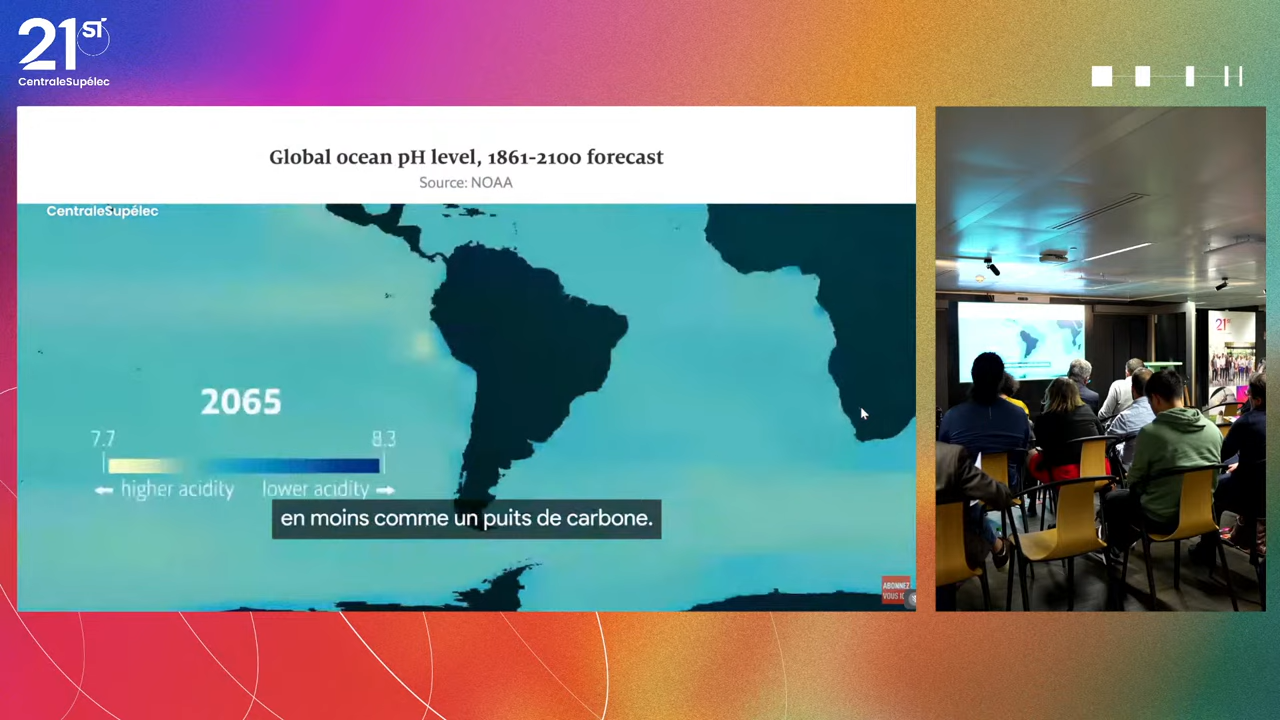 21ST
CentraleSupélec
Global ocean pH level, 1861-2100 forecast
Source: NOAA
CentraleSupélec
2065
7.7 8.3
← higher acidity lower acidity →
en moins comme un puits de carbone.
ABONNEZ
21